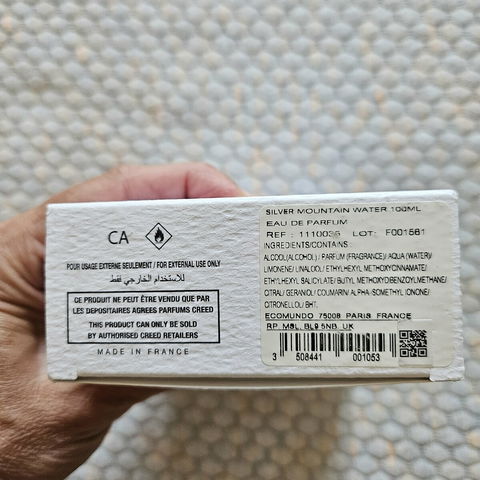 CA
POUR USAGE EXTERNE SEULEMENT / FOR EXTERNAL USE ONLY
للاستخدام الخارجي فقط
CE PRODUIT NE PEUT ÊTRE VENDU QUE PAR
LES DEPOSITAIRES AGREES PARFUMS CREED
THIS PRODUCT CAN ONLY BE SOLD
BY AUTHORISED CREED RETAILERS
MADE IN FRANCE
SILVER MOUNTAIN WATER 100ML
EAU DE PARFUM
REF : 1110035 LOT: F001561
INGREDIENTS/CONTAINS :
ALCOOL(ALCOHOL) / PARFUM (FRAGRANCE)/ AQUA (WATER)/
LIMONENE/ LINALOOL/ ETHYLHEXYL METHOXYCINNAMATE/
ETHYLHEXYL SALICYLATE/ BUTYL METHOXYDIBENZOYLMETHANE/
CITRAL/ GERANIOL/ COUMARIN/ ALPHA-ISOMETHYL IONONE/
CITRONELLOL/ BHT.
ECOMUNDO 75008 PARIS FRANCE
RP. MSL, BL9 5NB, UK
3 508441 001053